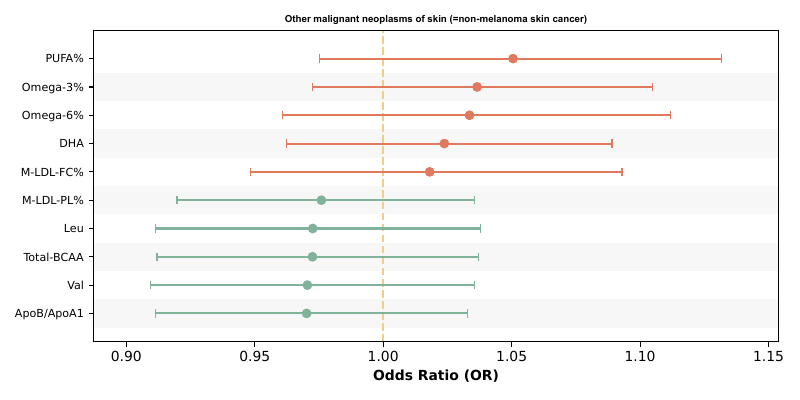 Other malignant neoplasms of skin (=non-melanoma skin cancer)
PUFA%
Omega-3%
Omega-6%
DHA
M-LDL-FC%
M-LDL-PL%
Leu
Total-BCAA
Val
ApoB/ApoA1
0.90 0.95 1.00 1.05 1.10 1.15
Odds Ratio (OR)